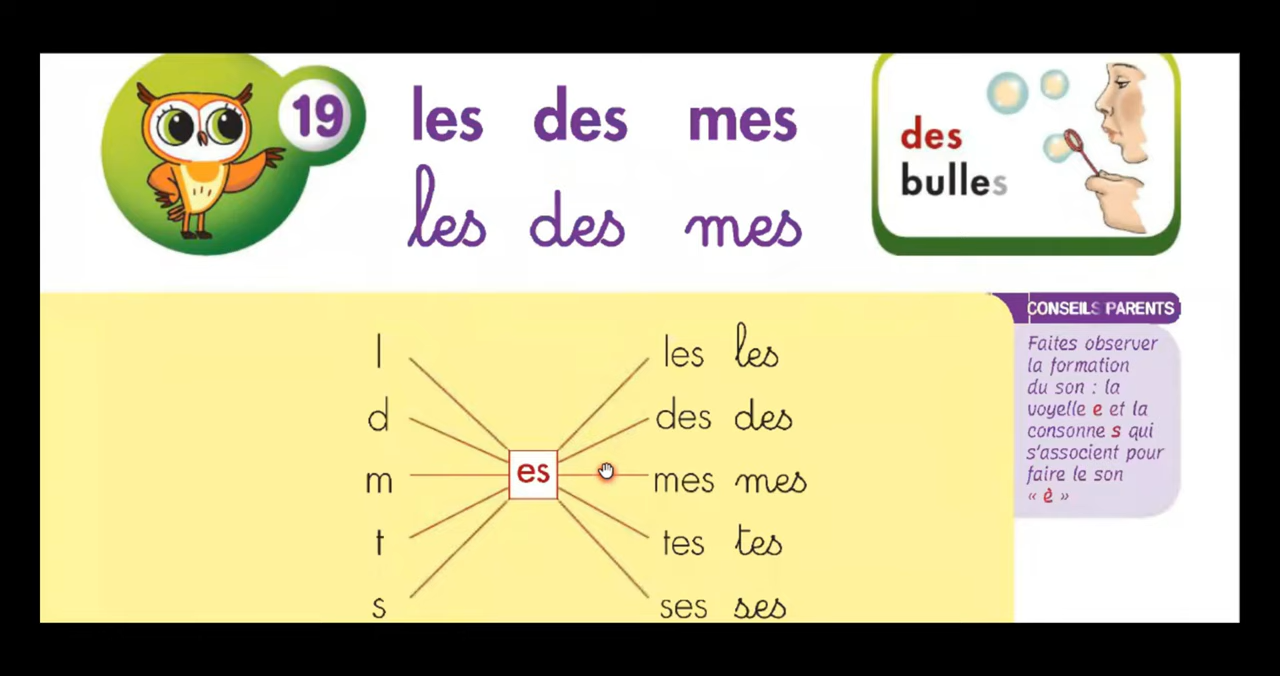 19
les des mes
les des mes
des
bulles
l
d
m
t
s
es
les les
des des
mes mes
tes tes
ses ses
CONSEILS PARENTS
Faites observer
la formation
du son : la
voyelle e et la
consonne s qui
s'associent pour
faire le son
« è »